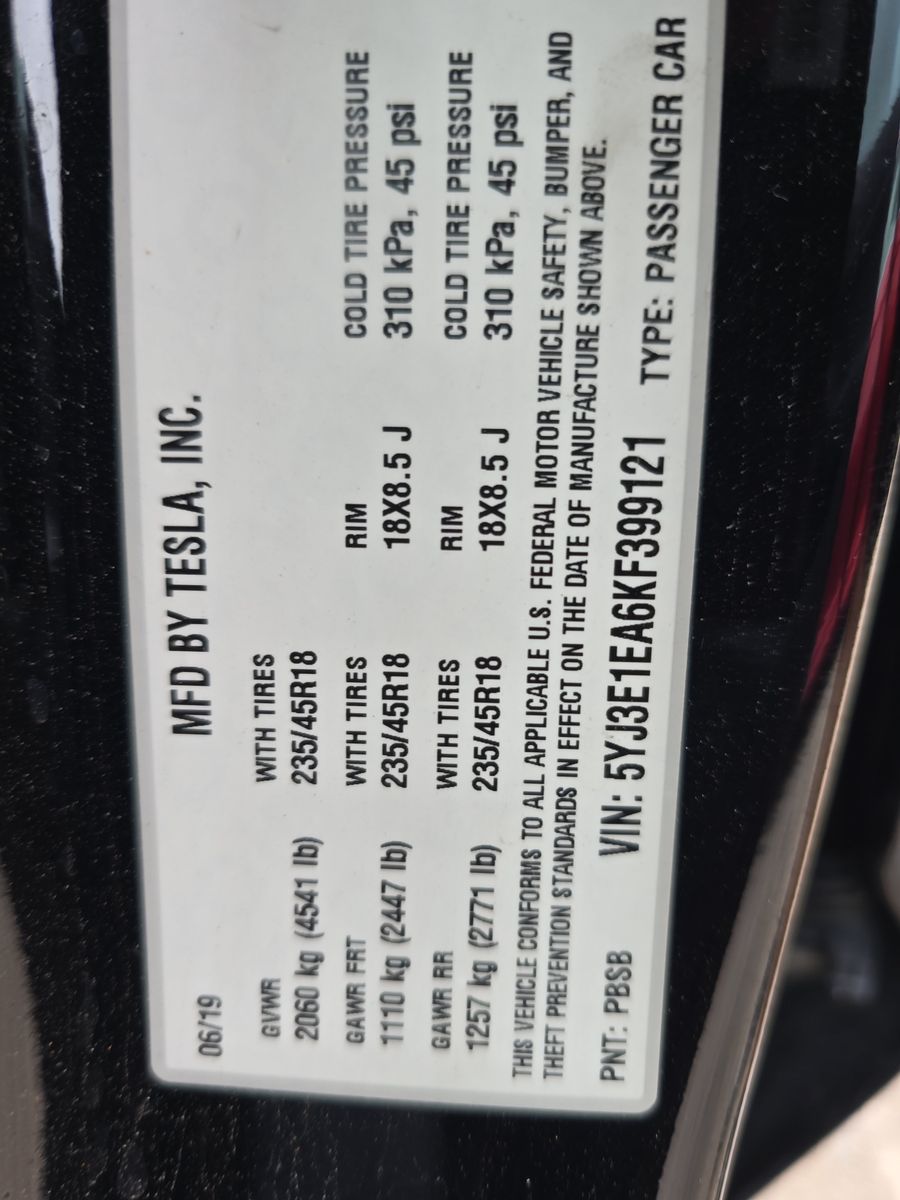 MFD BY TESLA, INC.
06/19
GVWR WITH TIRES
2060 kg (4541 lb) 235/45R18
GAWR FRT WITH TIRES RIM COLD TIRE PRESSURE
1110 kg (2447 lb) 235/45R18 18X8.5 J 310 kPa, 45 psi
GAWR RR WITH TIRES RIM COLD TIRE PRESSURE
1257 kg (2771 lb) 235/45R18 18X8.5 J 310 kPa, 45 psi
THIS VEHICLE CONFORMS TO ALL APPLICABLE U.S. FEDERAL MOTOR VEHICLE SAFETY, BUMPER, AND
THEFT PREVENTION STANDARDS IN EFFECT ON THE DATE OF MANUFACTURE SHOWN ABOVE.
PNT: PBSB VIN: 5YJ3E1EA6KF399121 TYPE: PASSENGER CAR